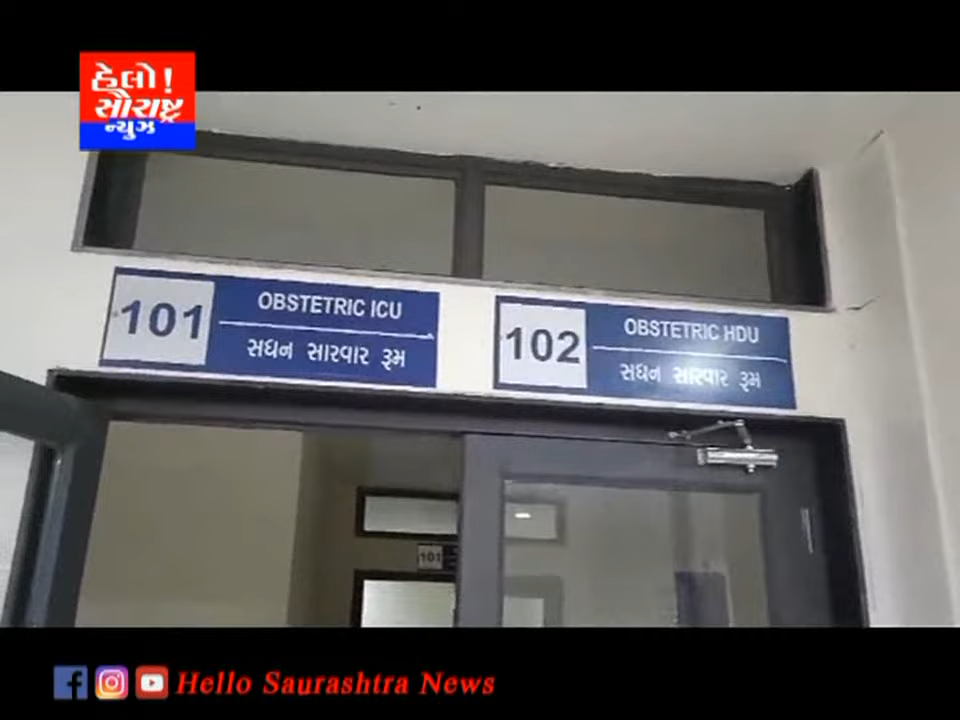 હેલો!
સૌરાષ્ટ્ર
ન્યુઝ
101
OBSTETRIC ICU
સઘન સારવાર રૂમ
102
OBSTETRIC HDU
સઘન સારવાર રૂમ
101
Hello Saurashtra News